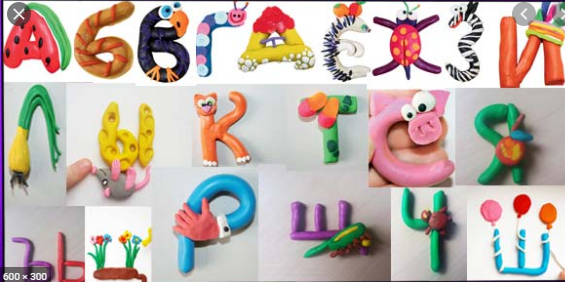 А Б В Г Д Е Ж З И
Л Ы К Т С Я
Ъ Ь Р Щ Ч Ш
600 × 300